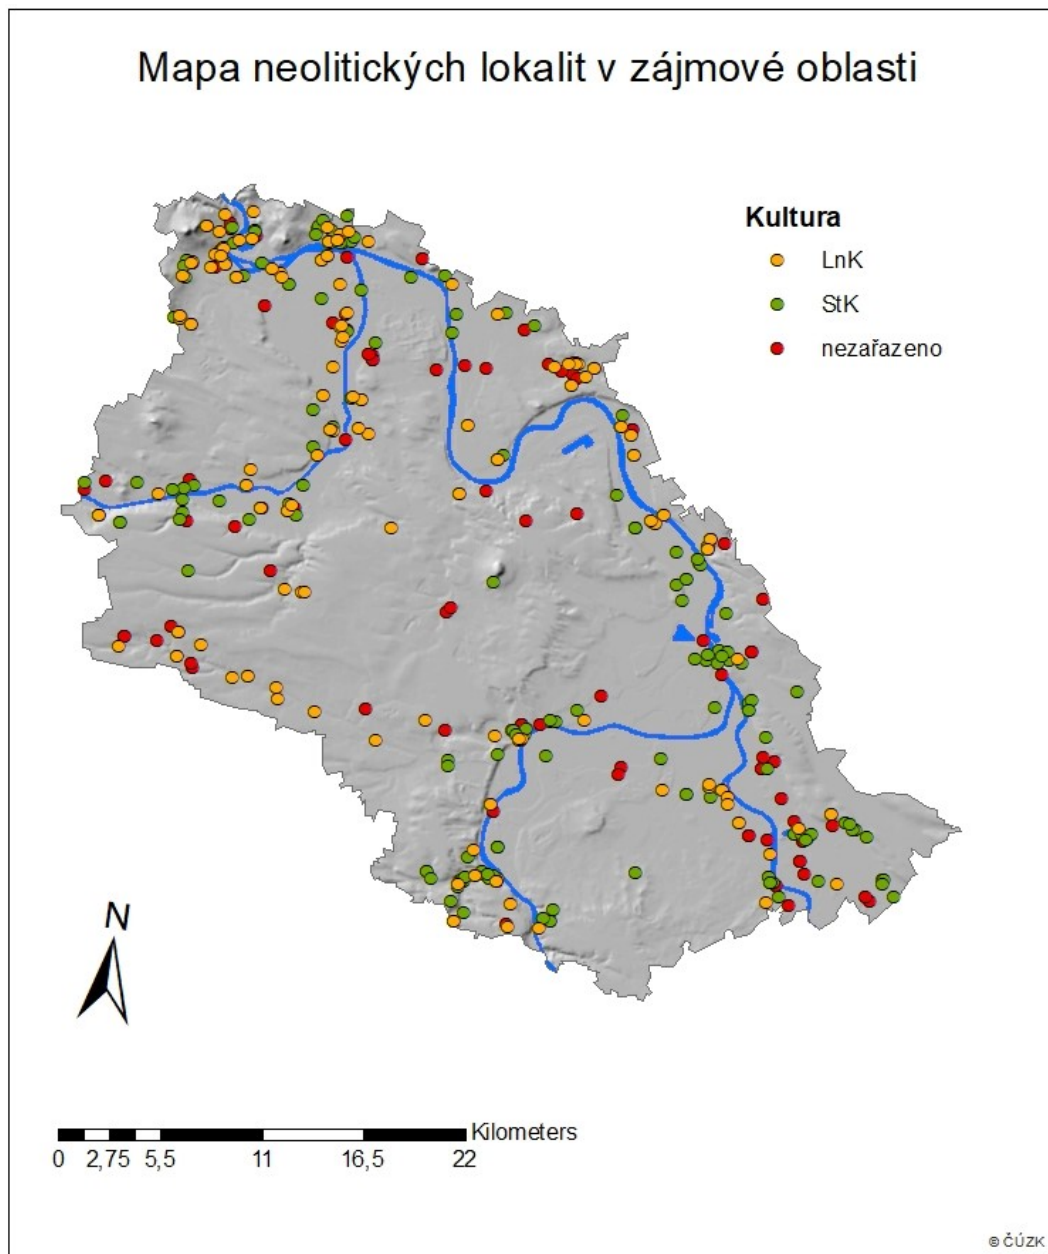 Mapa neolitických lokalit v zájmové oblasti
Kultura
LnK
StK
nezařazeno
N
Kilometers
0 2,75 5,5 11 16,5 22
© ČÚZK